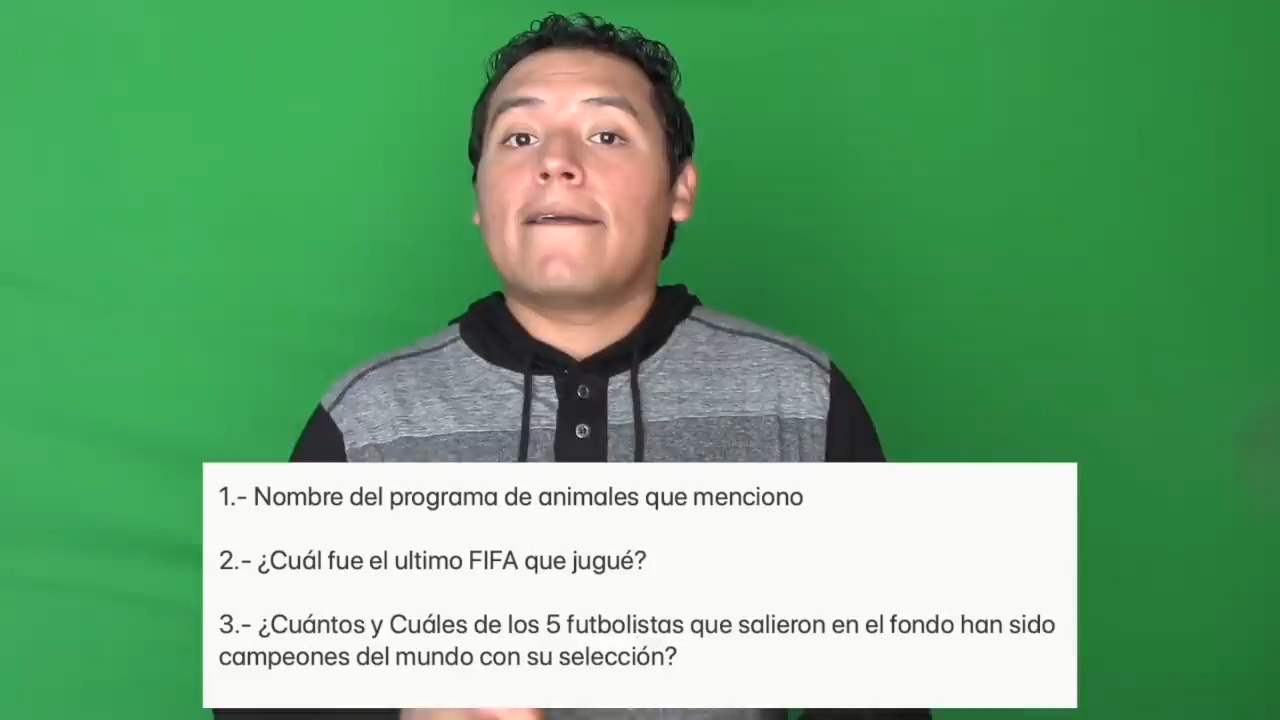 1.- Nombre del programa de animales que menciono
2.- ¿Cuál fue el ultimo FIFA que jugué?
3.- ¿Cuántos y Cuáles de los 5 futbolistas que salieron en el fondo han sido
campeones del mundo con su selección?